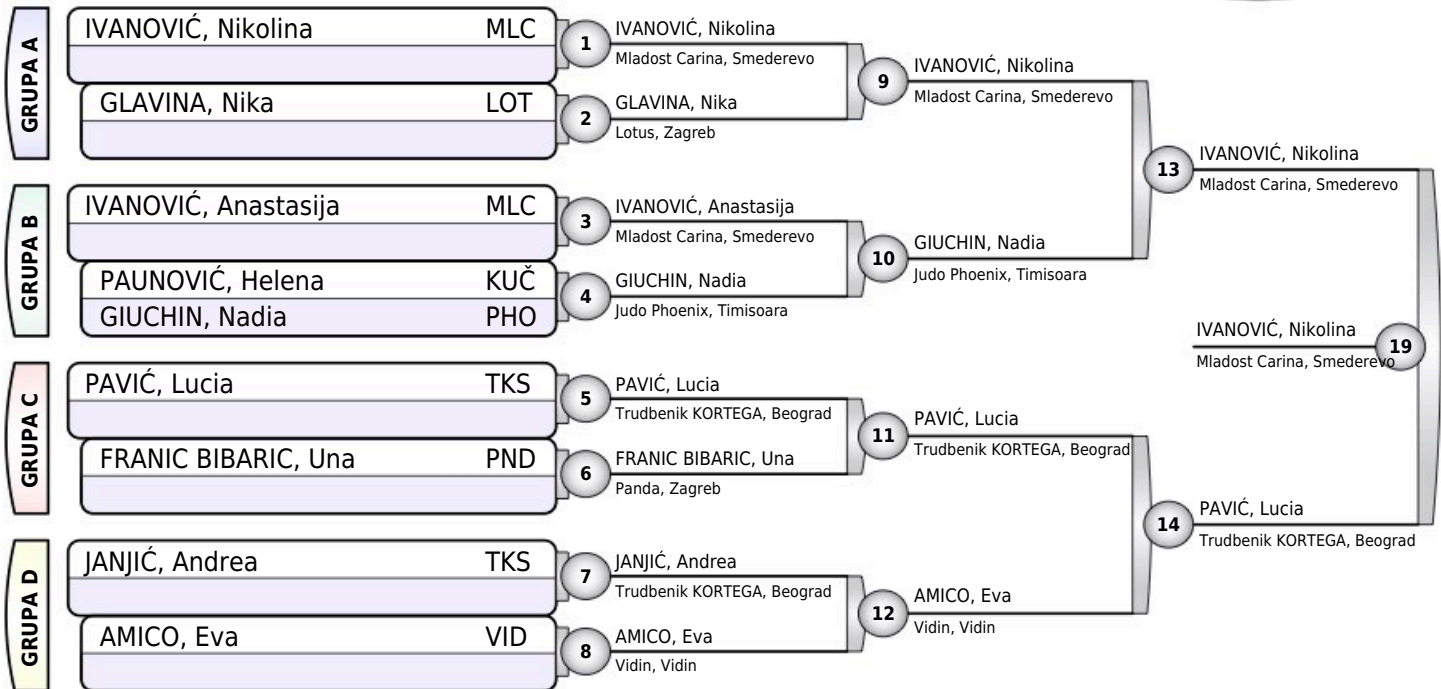 GRUPA A
IVANOVIĆ, Nikolina MLC
GLAVINA, Nika LOT
GRUPA B
IVANOVIĆ, Anastasija MLC
PAUNOVIĆ, Helena KUČ
GIUCHIN, Nadia PHO
GRUPA C
PAVIĆ, Lucia TKS
FRANIC BIBARIC, Una PND
GRUPA D
JANJIĆ, Andrea TKS
AMICO, Eva VID
1 IVANOVIĆ, Nikolina
Mladost Carina, Smederevo
2 GLAVINA, Nika
Lotus, Zagreb
3 IVANOVIĆ, Anastasija
Mladost Carina, Smederevo
4 GIUCHIN, Nadia
Judo Phoenix, Timisoara
5 PAVIĆ, Lucia
Trudbenik KORTEGA, Beograd
6 FRANIC BIBARIC, Una
Panda, Zagreb
7 JANJIĆ, Andrea
Trudbenik KORTEGA, Beograd
8 AMICO, Eva
Vidin, Vidin
9 IVANOVIĆ, Nikolina
Mladost Carina, Smederevo
10 GIUCHIN, Nadia
Judo Phoenix, Timisoara
11 PAVIĆ, Lucia
Trudbenik KORTEGA, Beograd
12 AMICO, Eva
Vidin, Vidin
13 IVANOVIĆ, Nikolina
Mladost Carina, Smederevo
14 PAVIĆ, Lucia
Trudbenik KORTEGA, Beograd
IVANOVIĆ, Nikolina 19
Mladost Carina, Smederevo